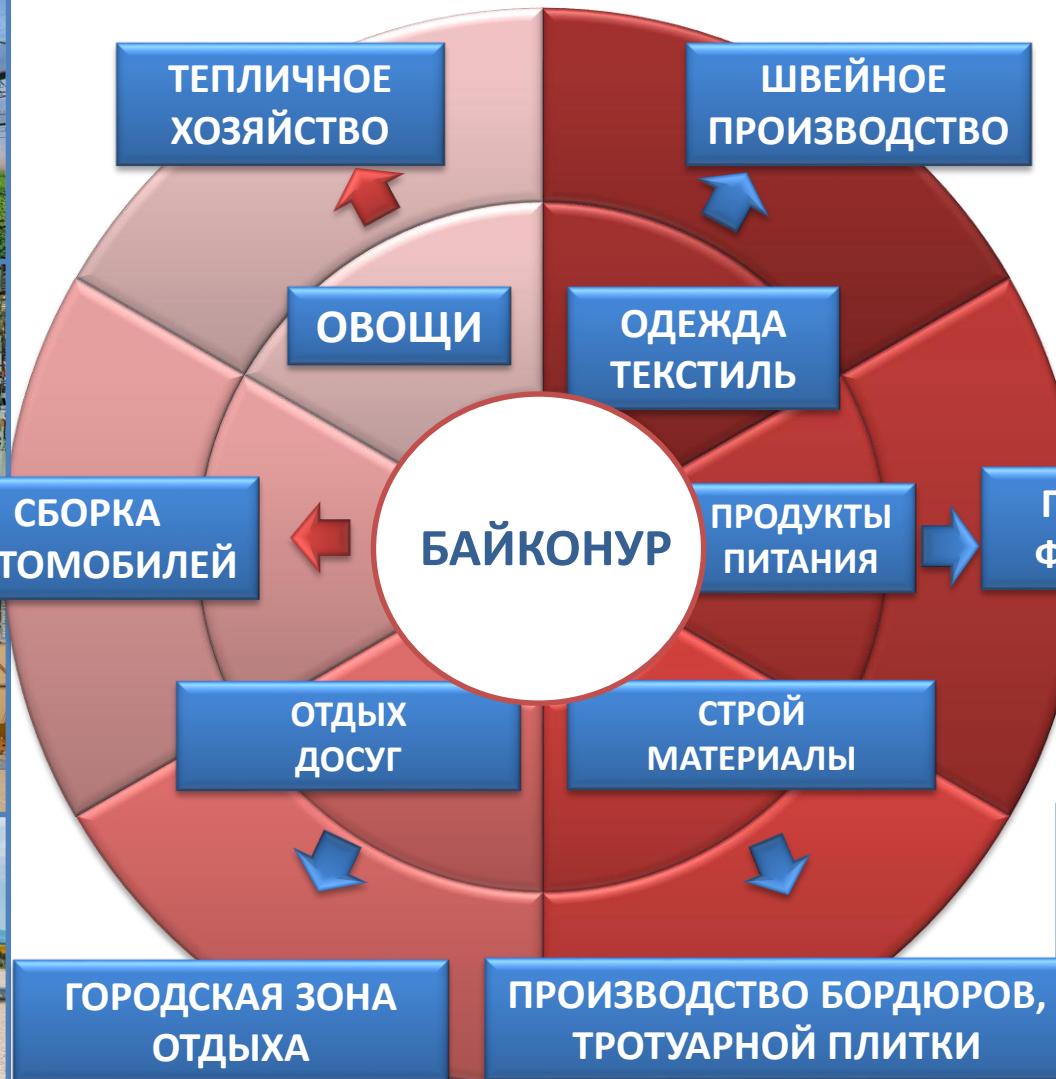 ТЕПЛИЧНОЕ
ХОЗЯЙСТВО
ШВЕЙНОЕ
ПРОИЗВОДСТВО
ОВОЩИ
ОДЕЖДА
ТЕКСТИЛЬ
СБОРКА
ТОМОБИЛЕЙ
БАЙКОНУР
ПРОДУКТЫ
ПИТАНИЯ
ОТДЫХ
ДОСУГ
СТРОЙ
МАТЕРИАЛЫ
ГОРОДСКАЯ ЗОНА
ОТДЫХА
ПРОИЗВОДСТВО БОРДЮРОВ,
ТРОТУАРНОЙ ПЛИТКИ